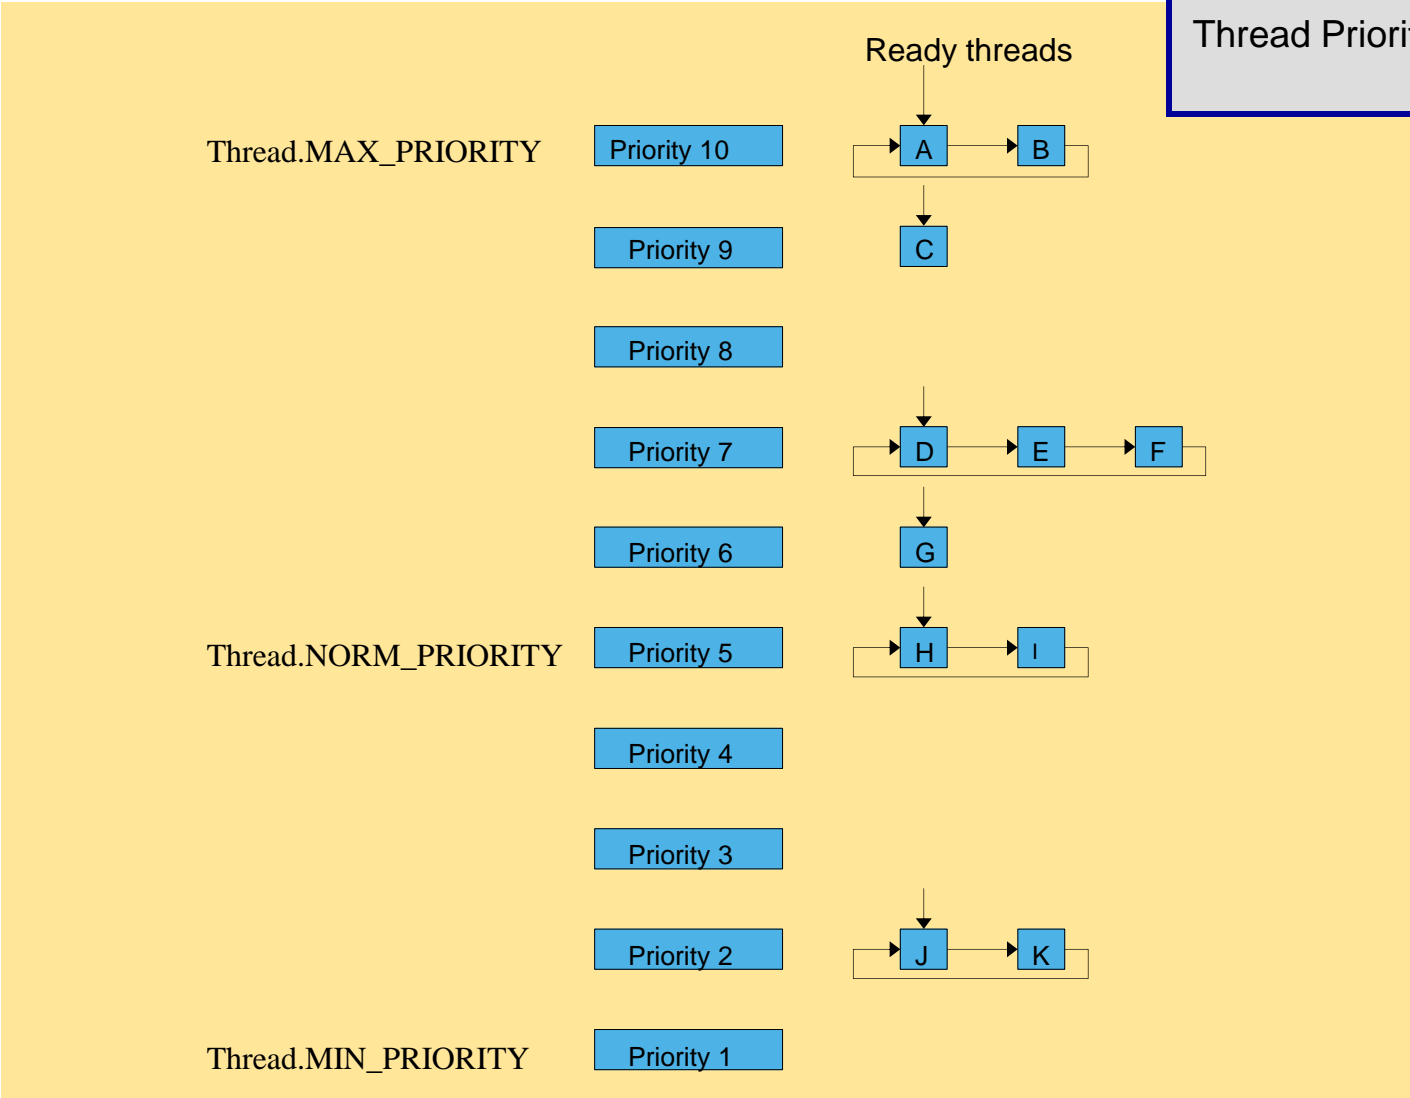 Thread Priorit
Ready threads
Thread.MAX_PRIORITY Priority 10 A B
Priority 9 C
Priority 8
Priority 7 D E F
Priority 6 G
Thread.NORM_PRIORITY Priority 5 H I
Priority 4
Priority 3
Priority 2 J K
Thread.MIN_PRIORITY Priority 1